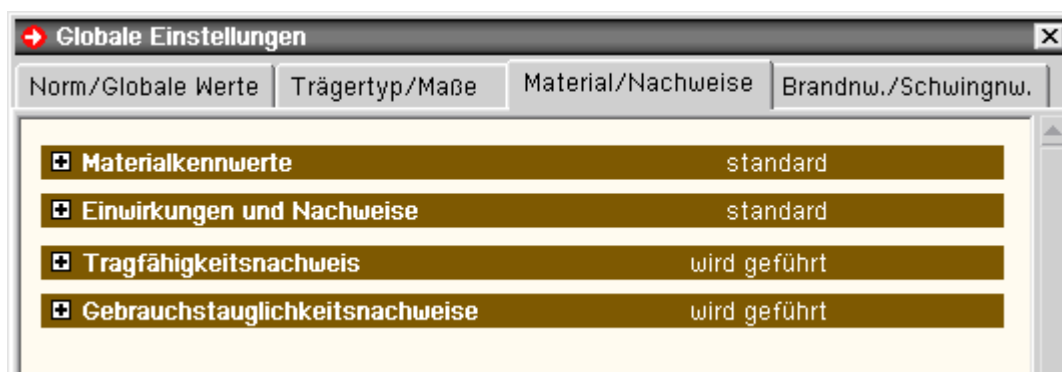 Globale Einstellungen
Norm/Globale Werte Trägertyp/Maße Material/Nachweise Brandnw./Schwingnw.
Materialkennwerte standard
Einwirkungen und Nachweise standard
Tragfähigkeitsnachweis wird geführt
Gebrauchstauglichkeitsnachweise wird geführt